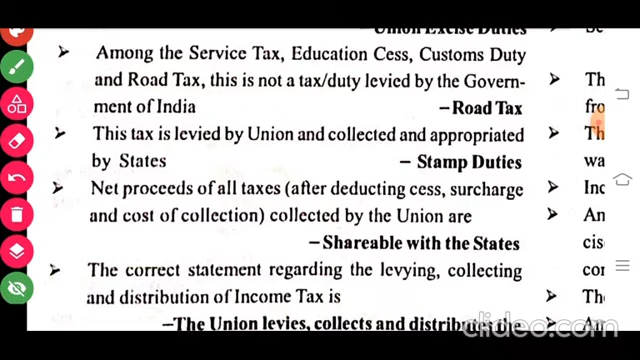 Union Excise Duties
Among the Service Tax, Education Cess, Customs Duty
and Road Tax, this is not a tax/duty levied by the Govern-
ment of India –Road Tax
This tax is levied by Union and collected and appropriated
by States – Stamp Duties
Net proceeds of all taxes (after deducting cess, surcharge
and cost of collection) collected by the Union are
–Shareable with the States
The correct statement regarding the levying, collecting
and distribution of Income Tax is
–The Union levies, collects and distributes the
Se
Th
fro
Th
wa
Inc
An
cis
con
Th
An
clideo.com